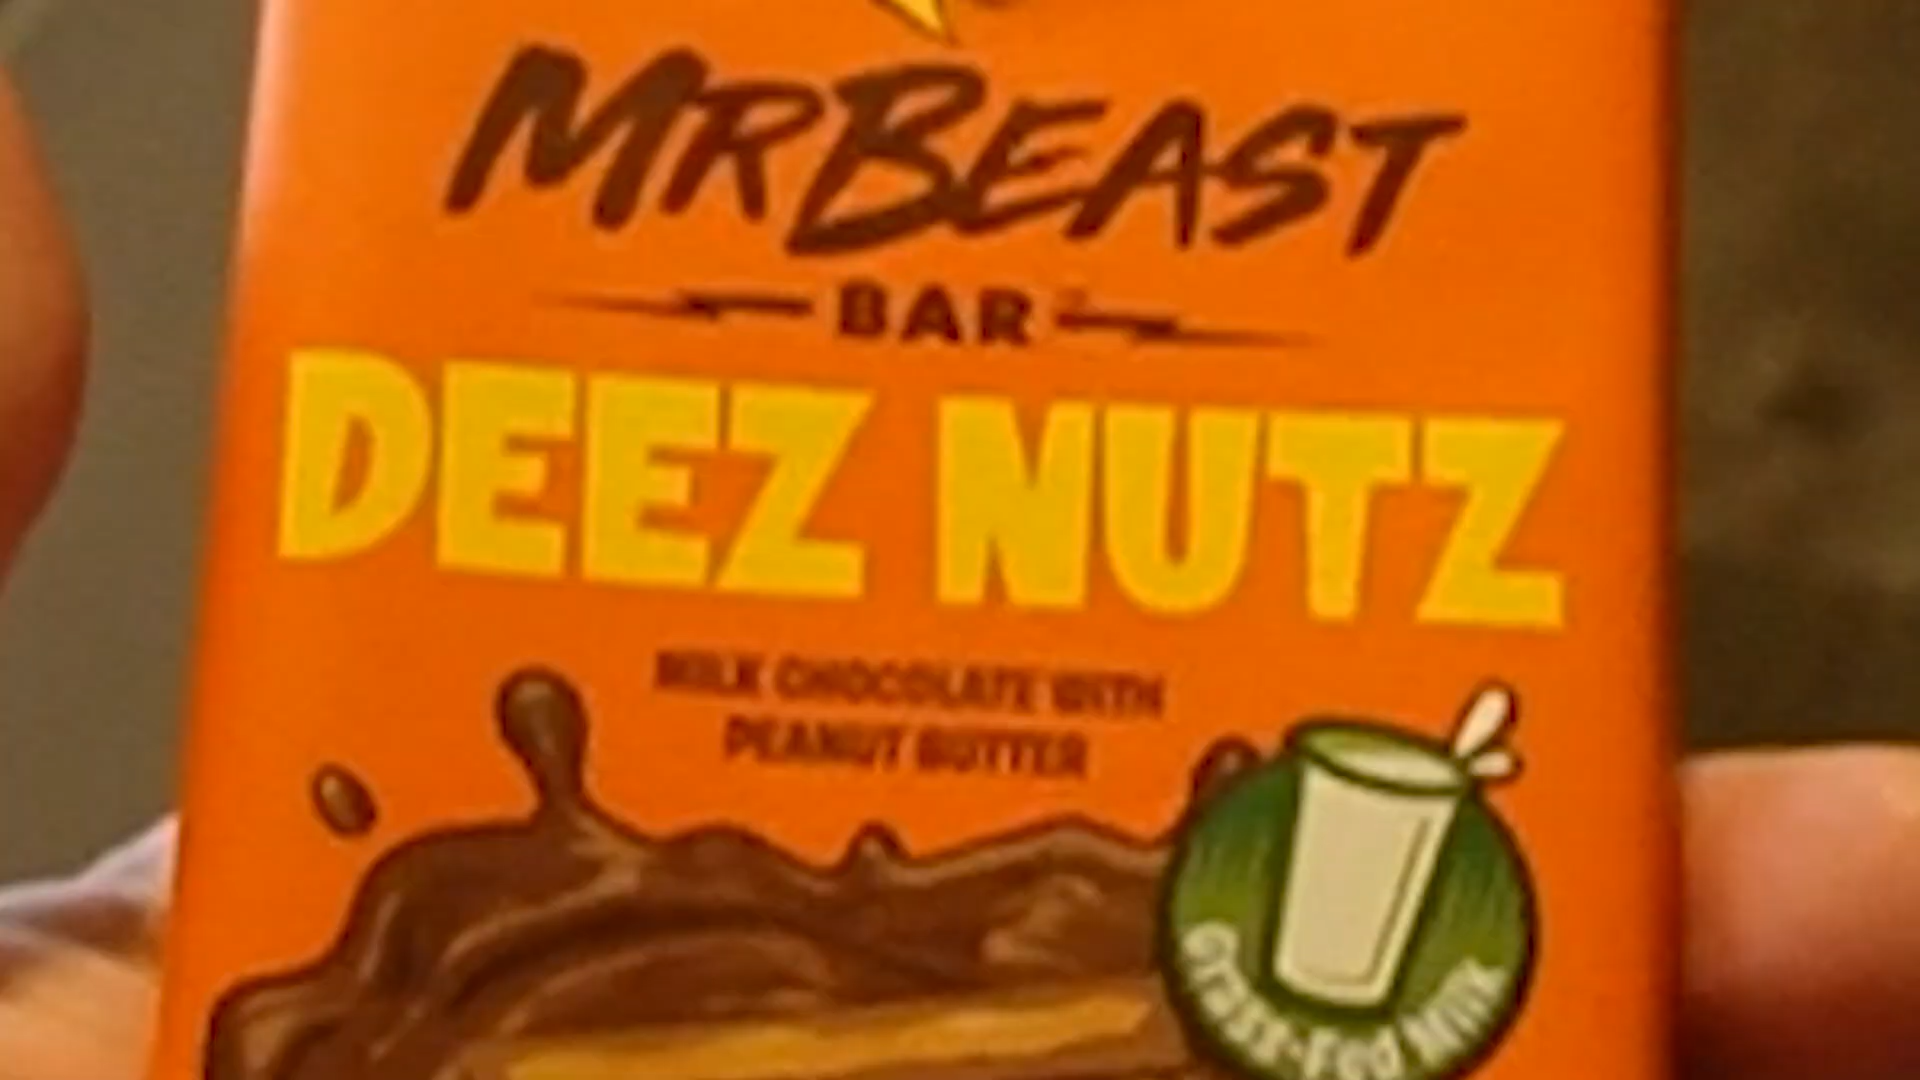 MRBEAST
BAR
DEEZ NUTZ
MILK CHOCOLATE WITH
PEANUT BUTTER
Grass-Fed Milk